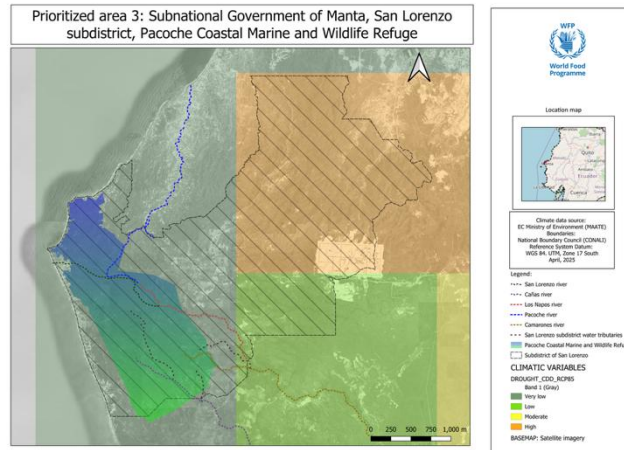 Prioritized area 3: Subnational Government of Manta, San Lorenzo
subdistrict, Pacoche Coastal Marine and Wildlife Refuge
WFP
World Food
Programme
Location map
Quito
Ecuador
Cuenca
Climate data source:
EC Ministry of Environment (MAATE)
Boundaries:
National Boundary Council (CONALI)
Reference System Datum:
WGS 84, UTM, Zone 17 South
April, 2025
Legend:
San Lorenzo river
Cañas river
Los Napos river
Pacoche river
Camarones river
San Lorenzo subdistrict water tributaries
Pacoche Coastal Marine and Wildlife Refu
Subdistrict of San Lorenzo
CLIMATIC VARIABLES
DROUGHT_CDD_RCP85
Band 1 (Gray)
Very low
Low
Moderate
High
BASEMAP: Satellite imagery
0 250 500 750 1,000 m